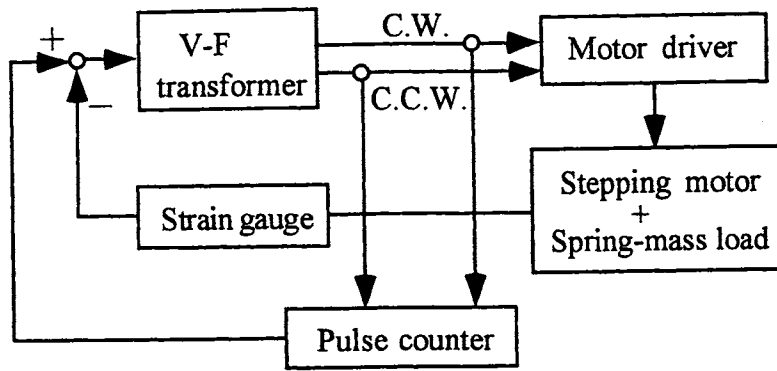 +
V-F
transformer
C.W.
C.C.W.
Motor driver
−
Strain gauge
Stepping motor
+
Spring-mass load
Pulse counter